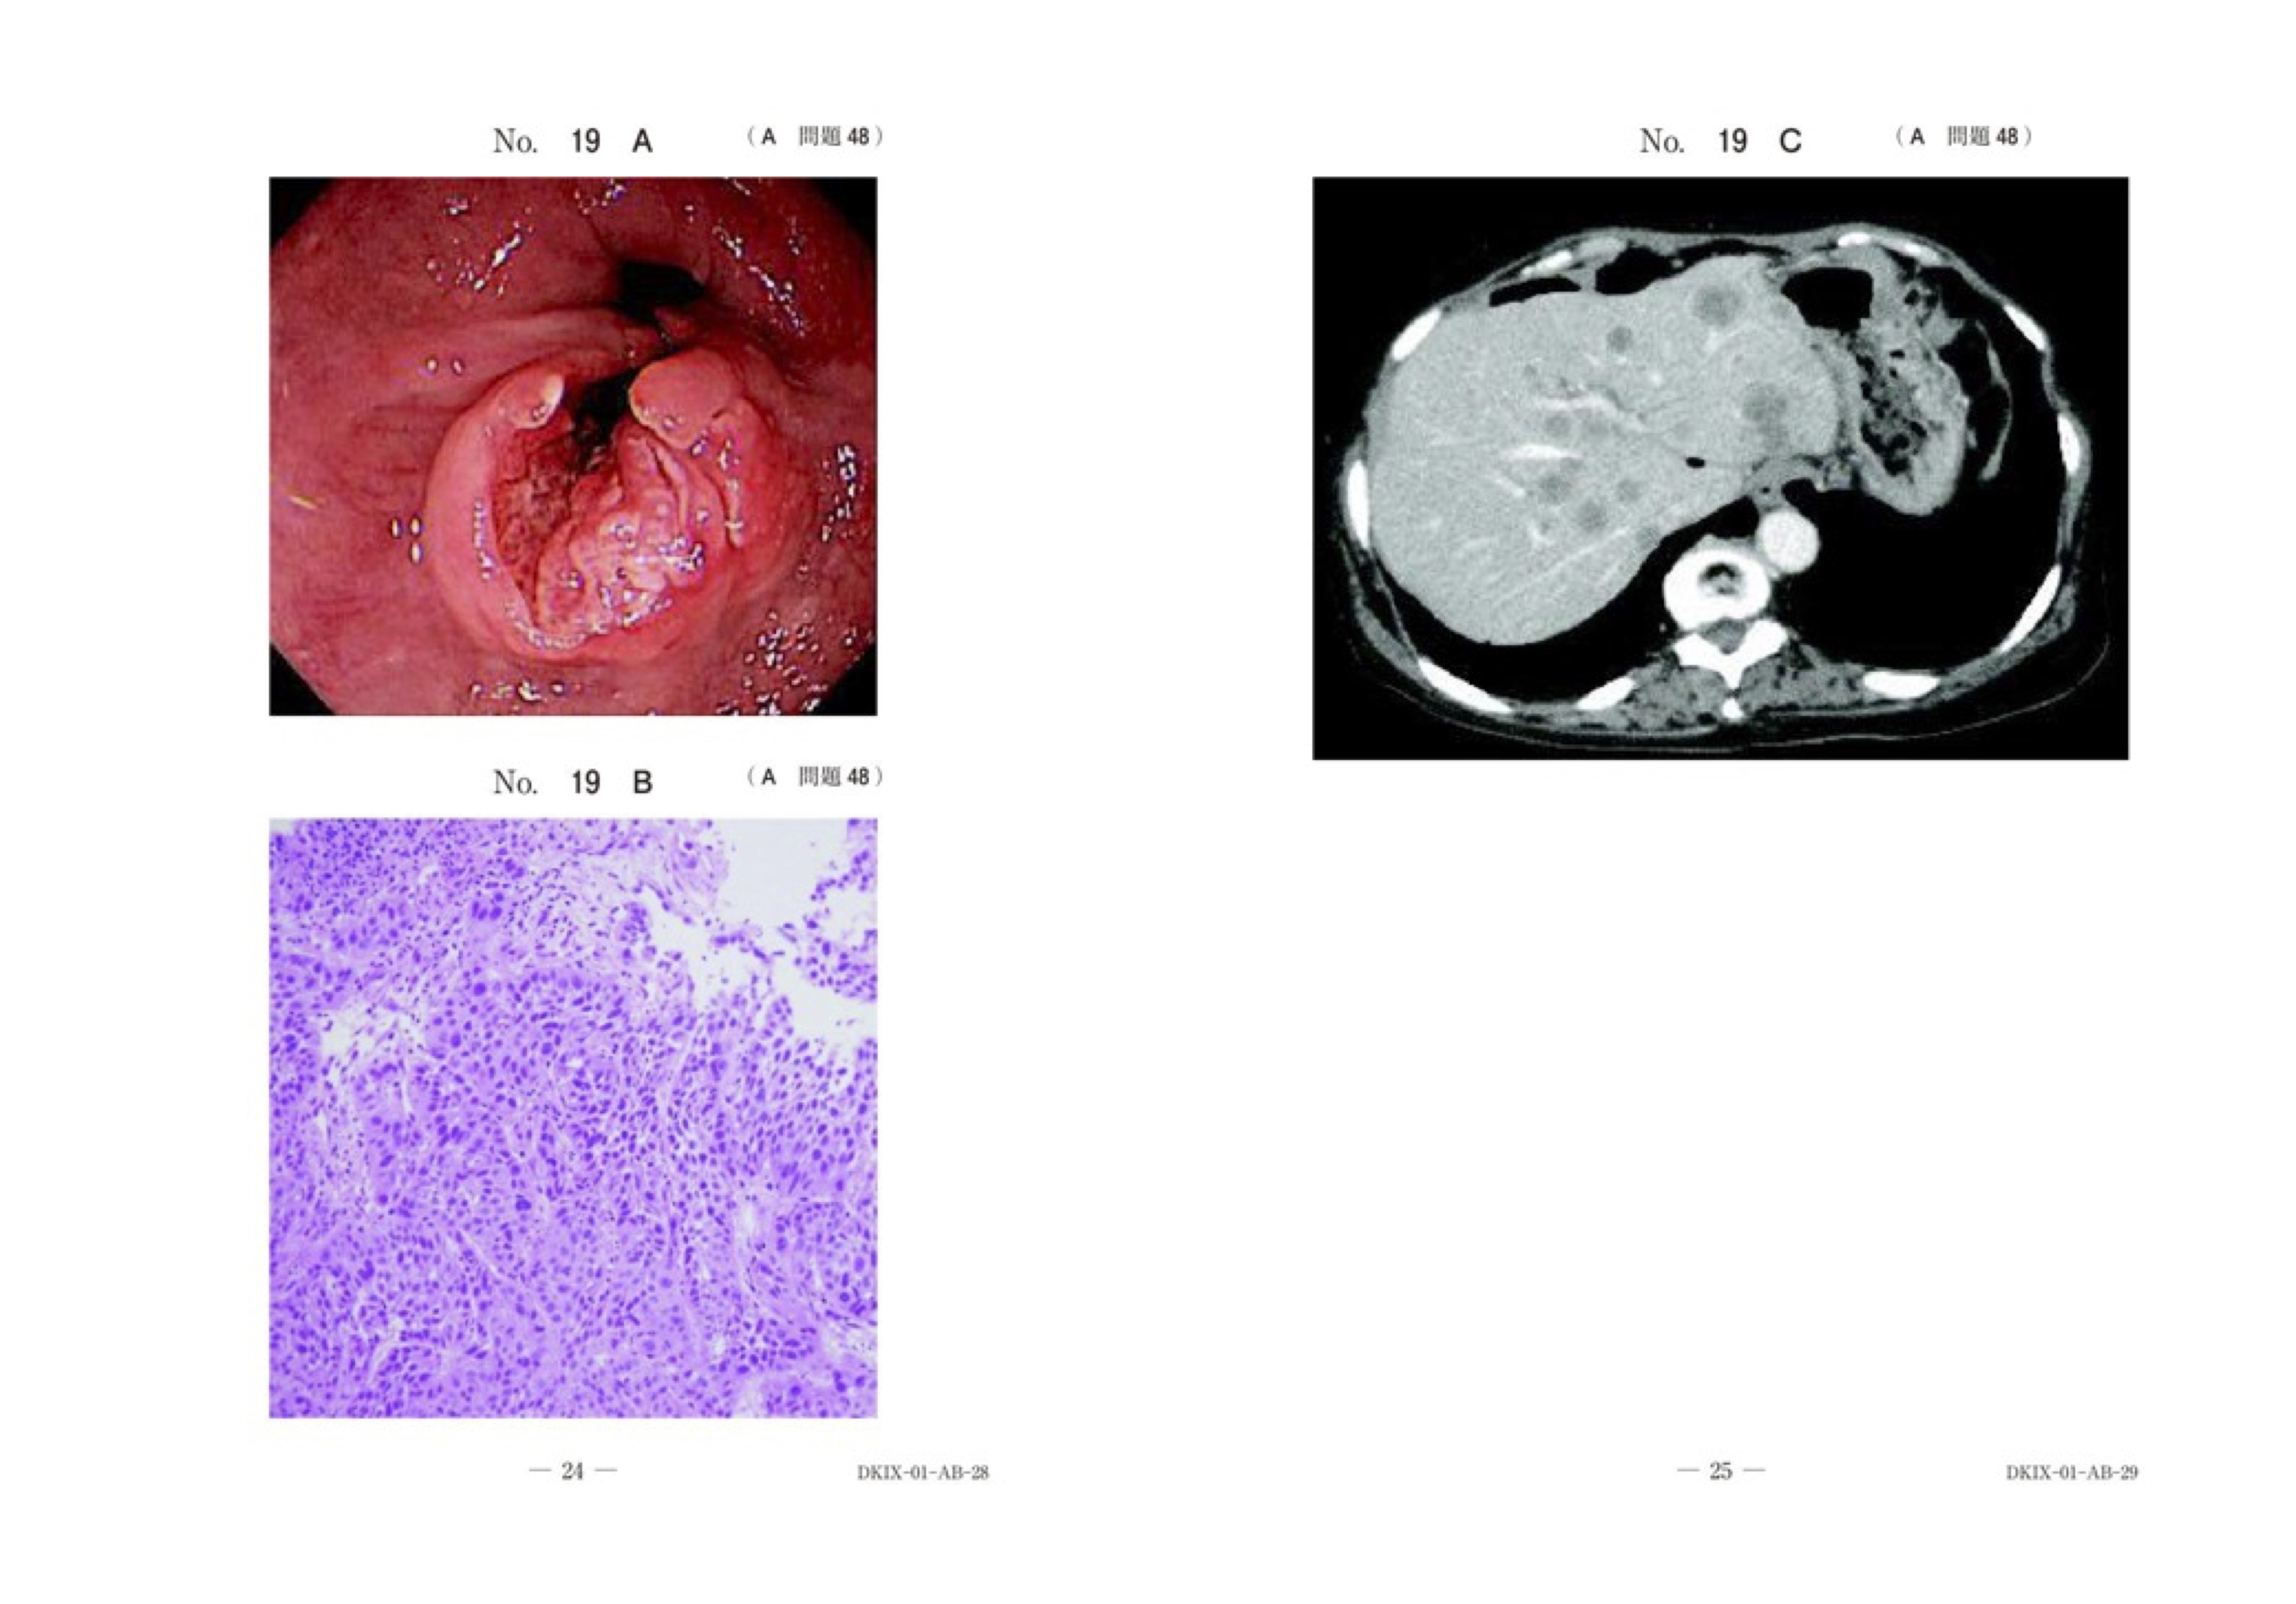 No. 19 A （A 問題 48）
No. 19 B （A 問題 48）
— 24 — DKIX-01-AB-28
No. 19 C （A 問題 48）
— 25 — DKIX-01-AB-29